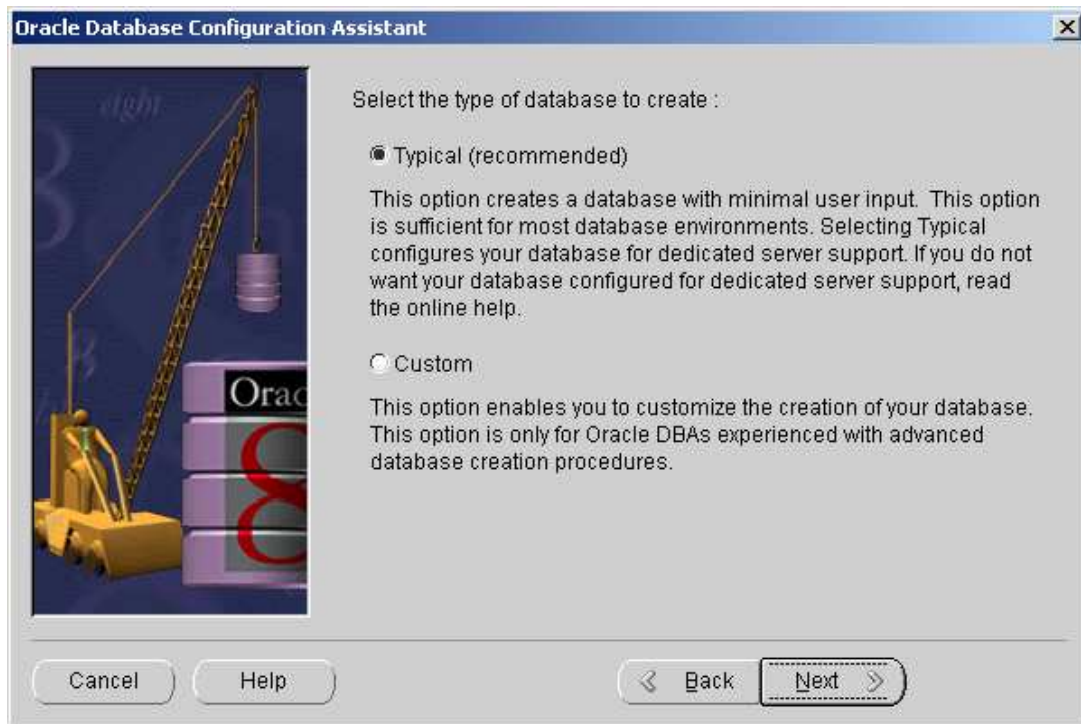 Oracle Database Configuration Assistant
eight
Select the type of database to create :
Typical (recommended)
This option creates a database with minimal user input. This option
is sufficient for most database environments. Selecting Typical
configures your database for dedicated server support. If you do not
want your database configured for dedicated server support, read
the online help.
Custom
This option enables you to customize the creation of your database.
This option is only for Oracle DBAs experienced with advanced
database creation procedures.
Orac
8
Cancel
Help
Back
Next